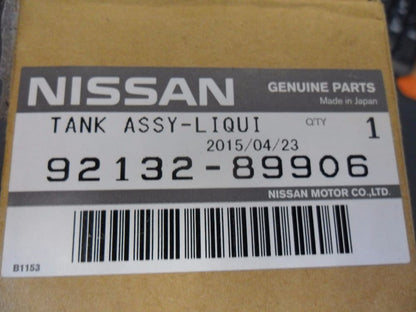 NISSAN GENUINE PARTS
Made in Japan
TANK ASSY-LIQUI Q'TY 1
2015/04/23
92132-89906
NISSAN MOTOR CO.,LTD.
B1153